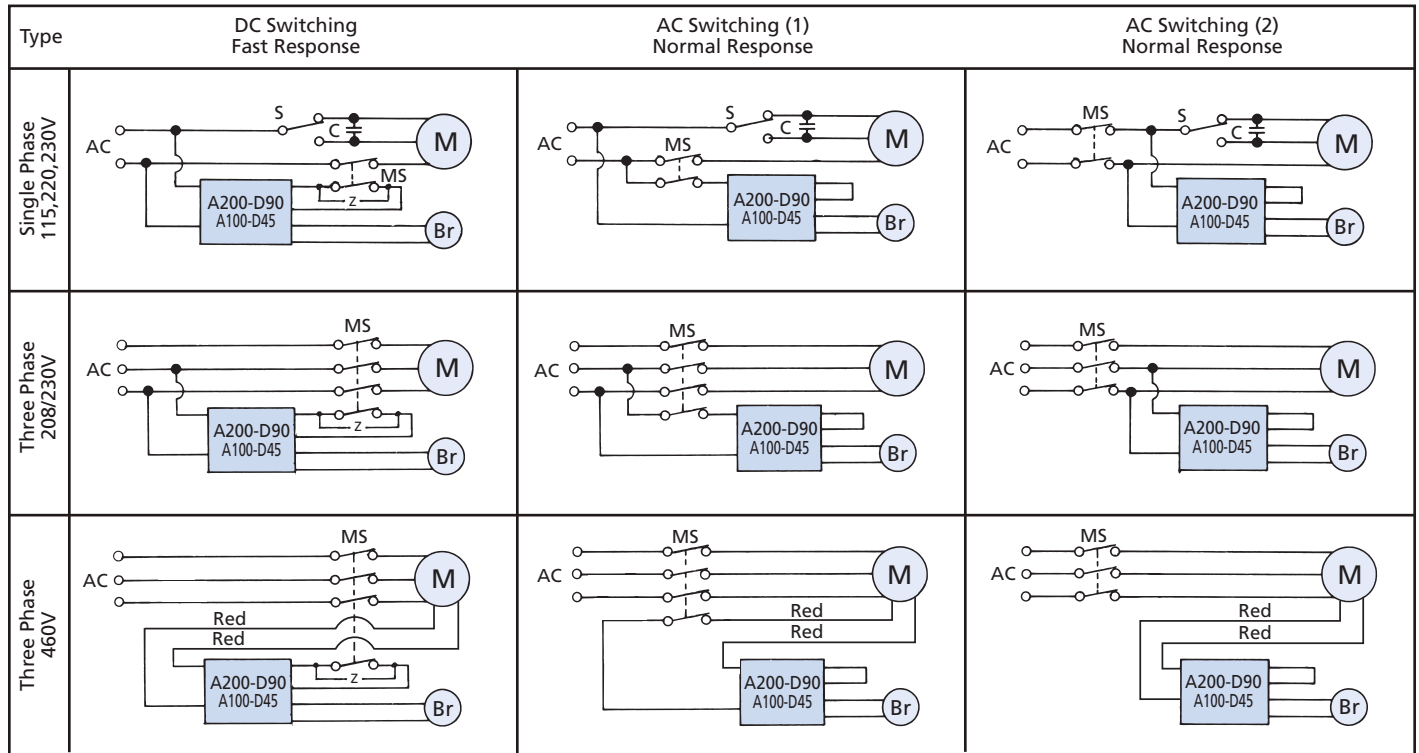 Type
DC Switching
Fast Response
AC Switching (1)
Normal Response
AC Switching (2)
Normal Response
Single Phase
115,220,230V
S
C
M
AC
MS
A200-D90
A100-D45
Z
Br
S
C
M
AC
MS
A200-D90
A100-D45
Br
MS
S
C
M
AC
A200-D90
A100-D45
Br
Three Phase
208/230V
MS
AC
M
A200-D90
A100-D45
Z
Br
MS
AC
M
A200-D90
A100-D45
Br
MS
AC
M
A200-D90
A100-D45
Br
Three Phase
460V
MS
AC
M
Red
Red
A200-D90
A100-D45
Z
Br
MS
AC
M
Red
Red
A200-D90
A100-D45
Br
MS
AC
M
Red
Red
A200-D90
A100-D45
Br